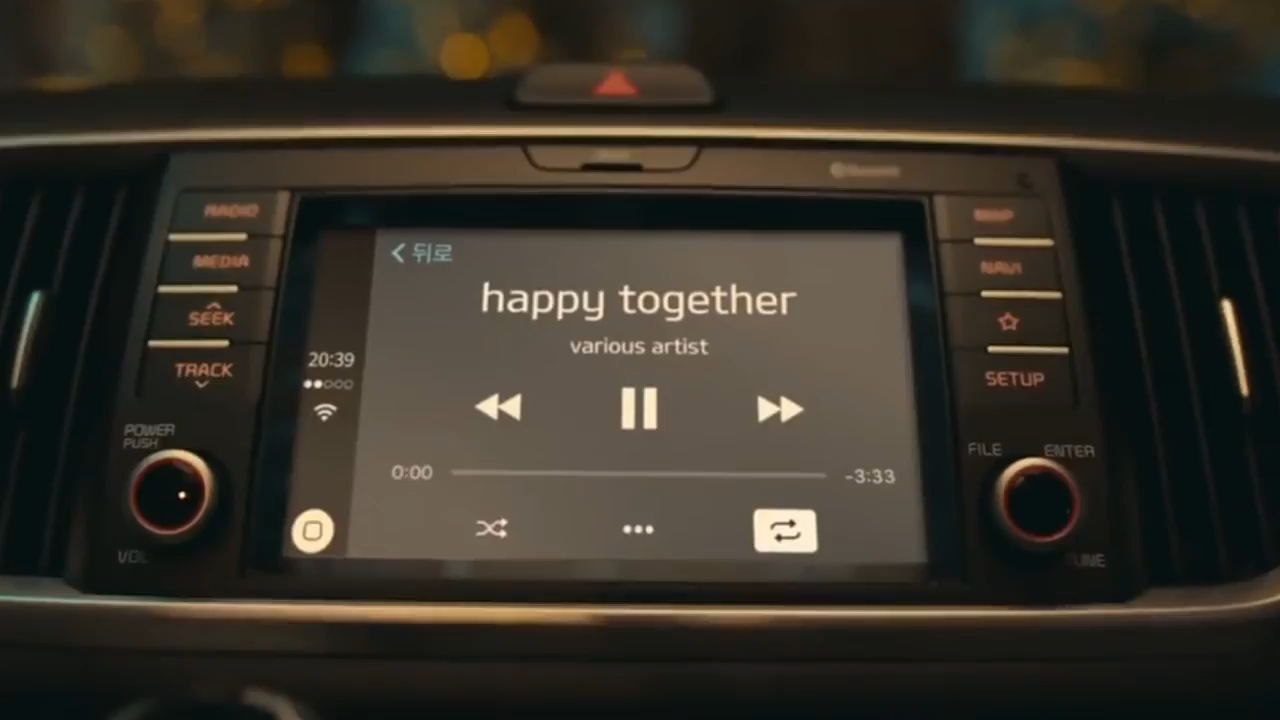 RADIO
MEDIA
SEEK
TRACK
POWER
PUSH
VOL
뒤로
happy together
various artist
20:39
0:00
-3:33
MAP
NAVI
SETUP
FILE
ENTER
TUNE